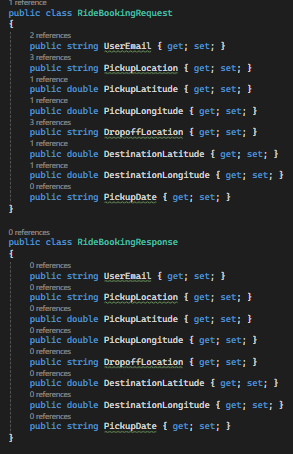 1 reference
public class RideBookingRequest
{
2 references
public string UserEmail { get; set; }
3 references
public string PickupLocation { get; set; }
1 reference
public double PickupLatitude { get; set; }
1 reference
public double PickupLongitude { get; set; }
3 references
public string DropoffLocation { get; set; }
1 reference
public double DestinationLatitude { get; set; }
1 reference
public double DestinationLongitude { get; set; }
0 references
public string PickupDate { get; set; }
}
0 references
public class RideBookingResponse
{
0 references
public string UserEmail { get; set; }
0 references
public string PickupLocation { get; set; }
0 references
public double PickupLatitude { get; set; }
0 references
public double PickupLongitude { get; set; }
0 references
public string DropoffLocation { get; set; }
0 references
public double DestinationLatitude { get; set; }
0 references
public double DestinationLongitude { get; set; }
0 references
public string PickupDate { get; set; }
}